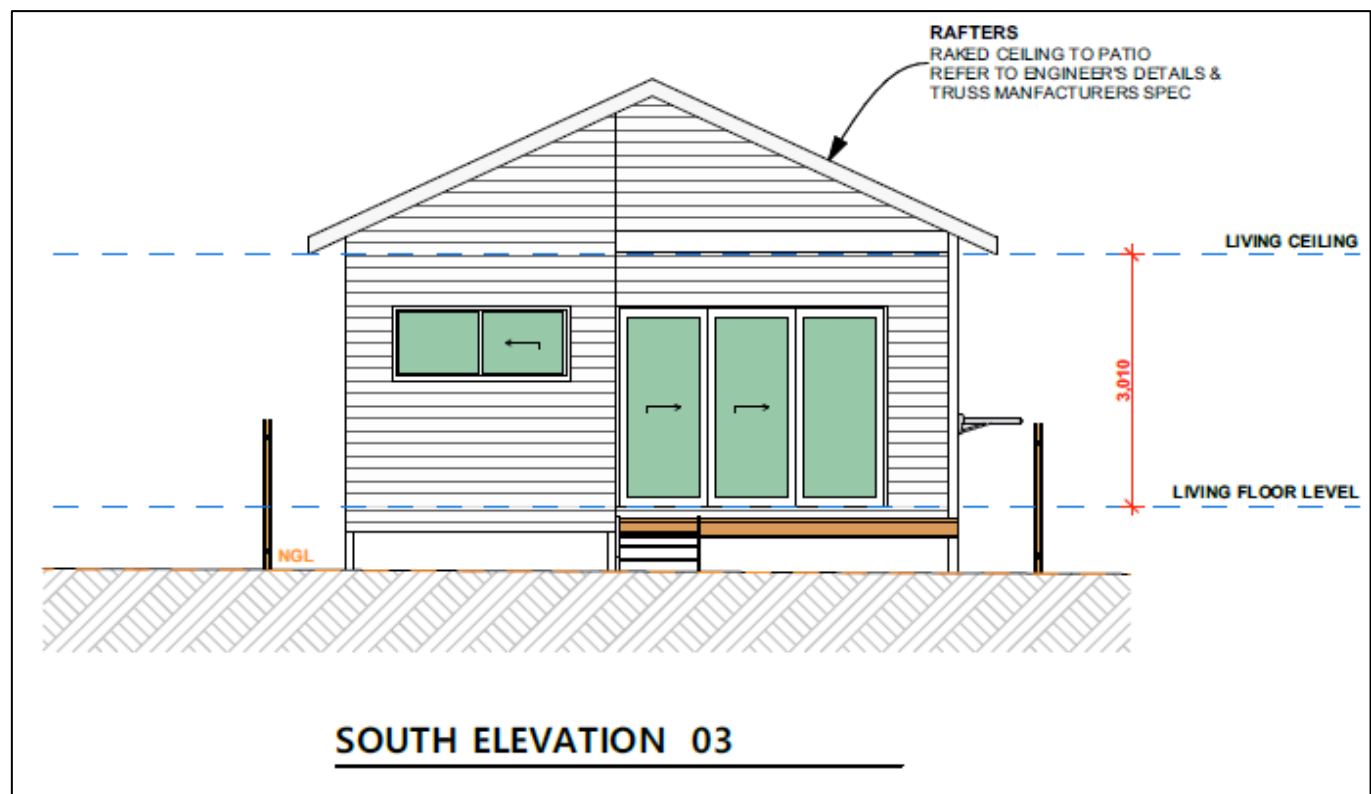 RAFTERS
RAKED CEILING TO PATIO
REFER TO ENGINEER'S DETAILS &
TRUSS MANFACTURERS SPEC
LIVING CEILING
3,010
LIVING FLOOR LEVEL
NGL
SOUTH ELEVATION 03